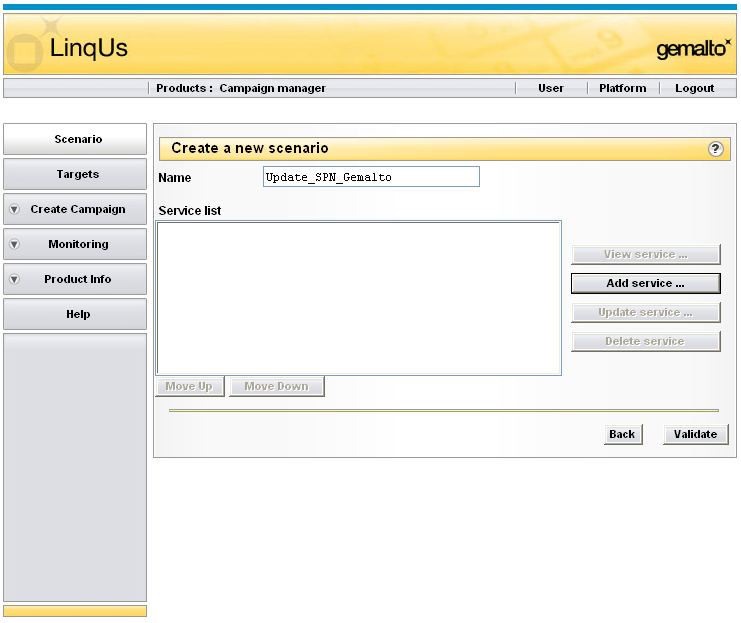 LinqUs
gemalto
Products : Campaign manager
User
Platform
Logout
Scenario
Targets
Create Campaign
Monitoring
Product Info
Help
Create a new scenario
?
Name
Update_SPN_Gemalto
Service list
View service ...
Add service ...
Update service ...
Delete service
Move Up
Move Down
Back
Validate